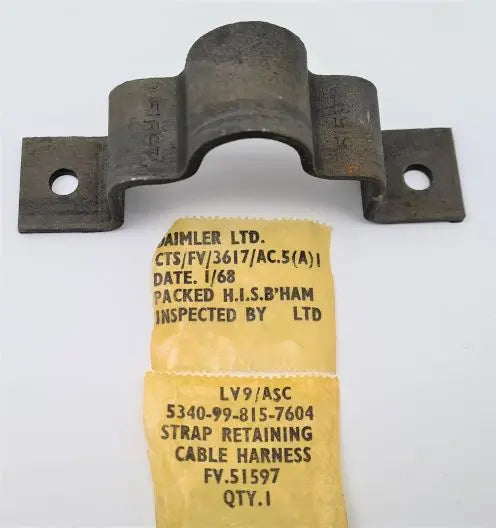 DAIMLER LTD.
CTS/FV/3617/AC.5(A)1
DATE. 1/68
PACKED H.I.S.B'HAM
INSPECTED BY LTD
LV9/ASC
5340-99-815-7604
STRAP RETAINING
CABLE HARNESS
FV.51597
QTY.1